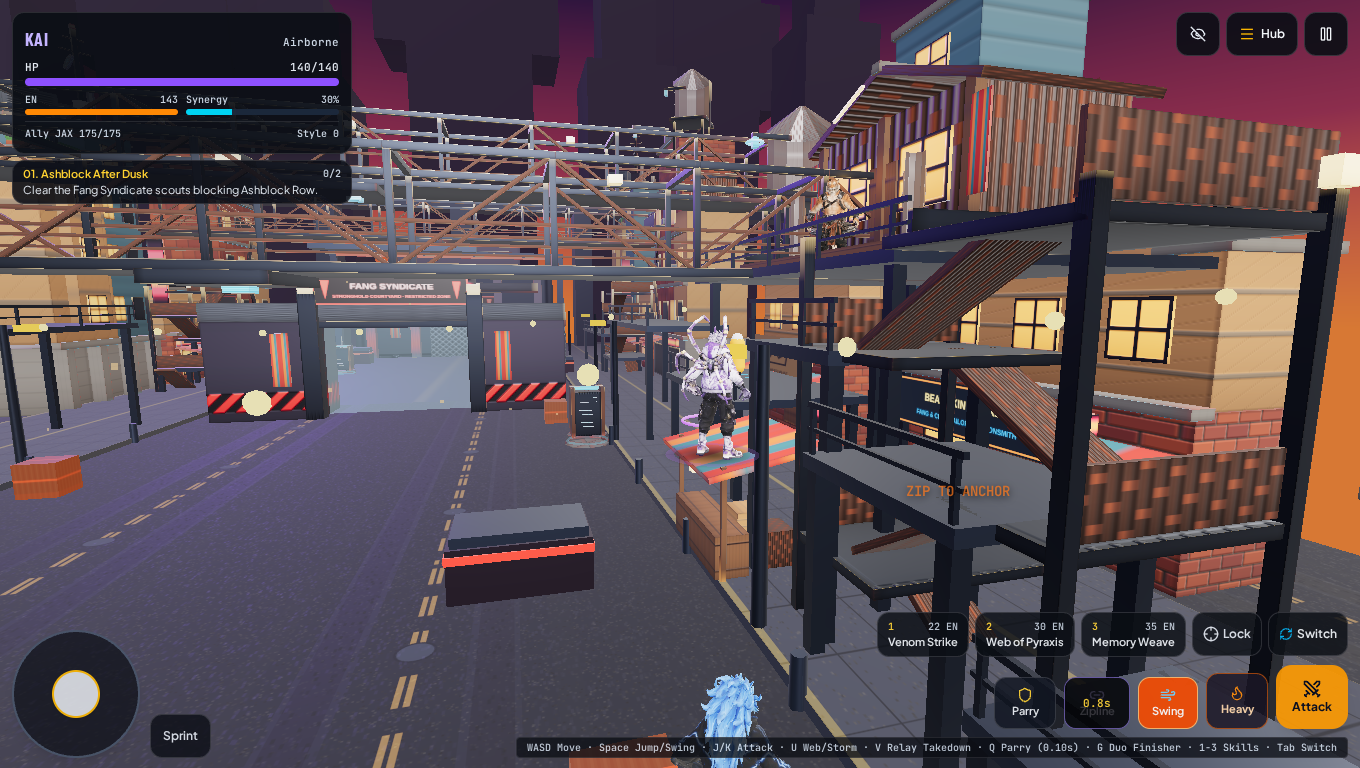 KAI
Airborne
HP 140/140
EN 143 Synergy 30%
Ally JAX 175/175 Style 0
01. Ashblock After Dusk 0/2
Clear the Fang Syndicate scouts blocking Ashblock Row.
Hub
FANG SYNDICATE
STRONGHOLD COURTYARD · RESTRICTED ZONE
ZIP TO ANCHOR
1 22 EN
Venom Strike
2 30 EN
Web of Pyraxis
3 35 EN
Memory Weave
Lock
Switch
Parry
0.8s
Zipline
Swing
Heavy
Attack
Sprint
WASD Move · Space Jump/Swing · J/K Attack · U Web/Storm · V Relay Takedown · Q Parry (0.10s) · G Duo Finisher · 1-3 Skills · Tab Switch